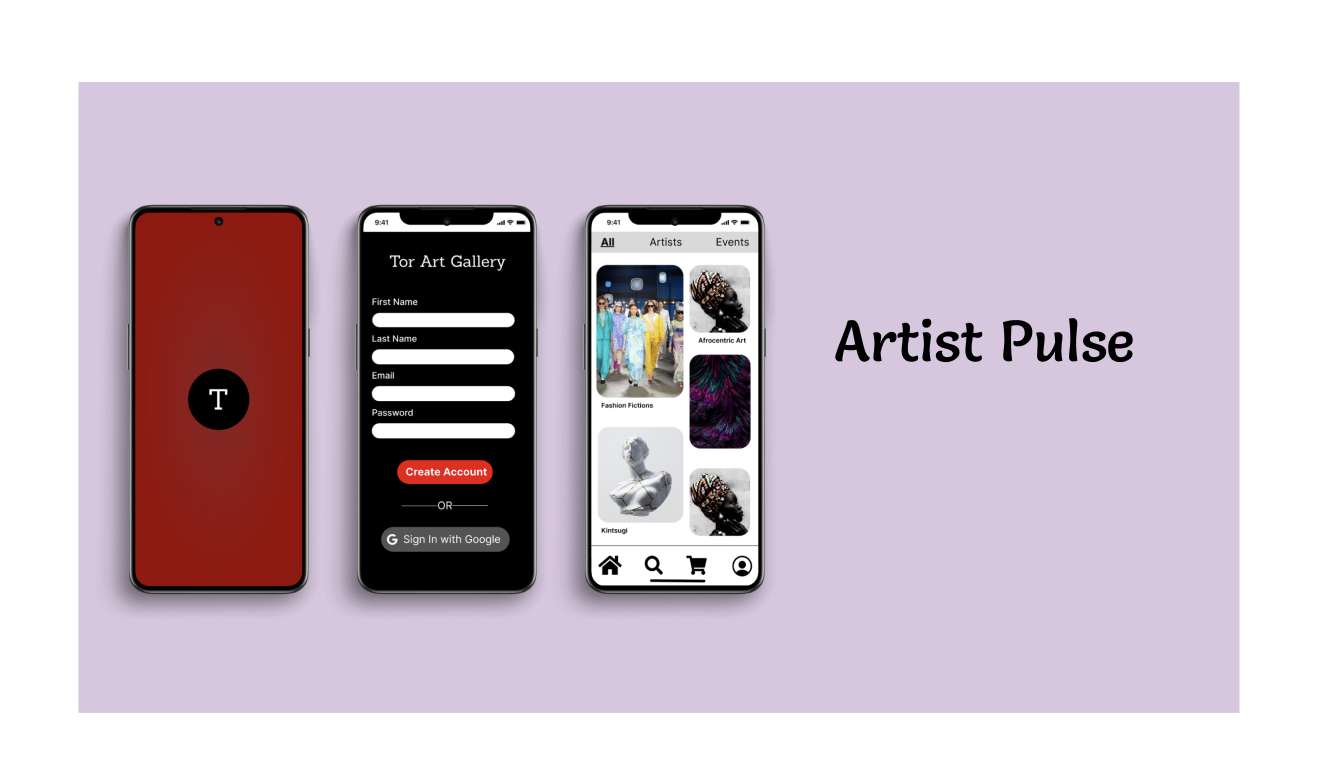 T
9:41
Tor Art Gallery
First Name
Last Name
Email
Password
Create Account
OR
G Sign In with Google
9:41
All Artists Events
Fashion Fictions
Afrocentric Art
Kintsugi
Artist Pulse